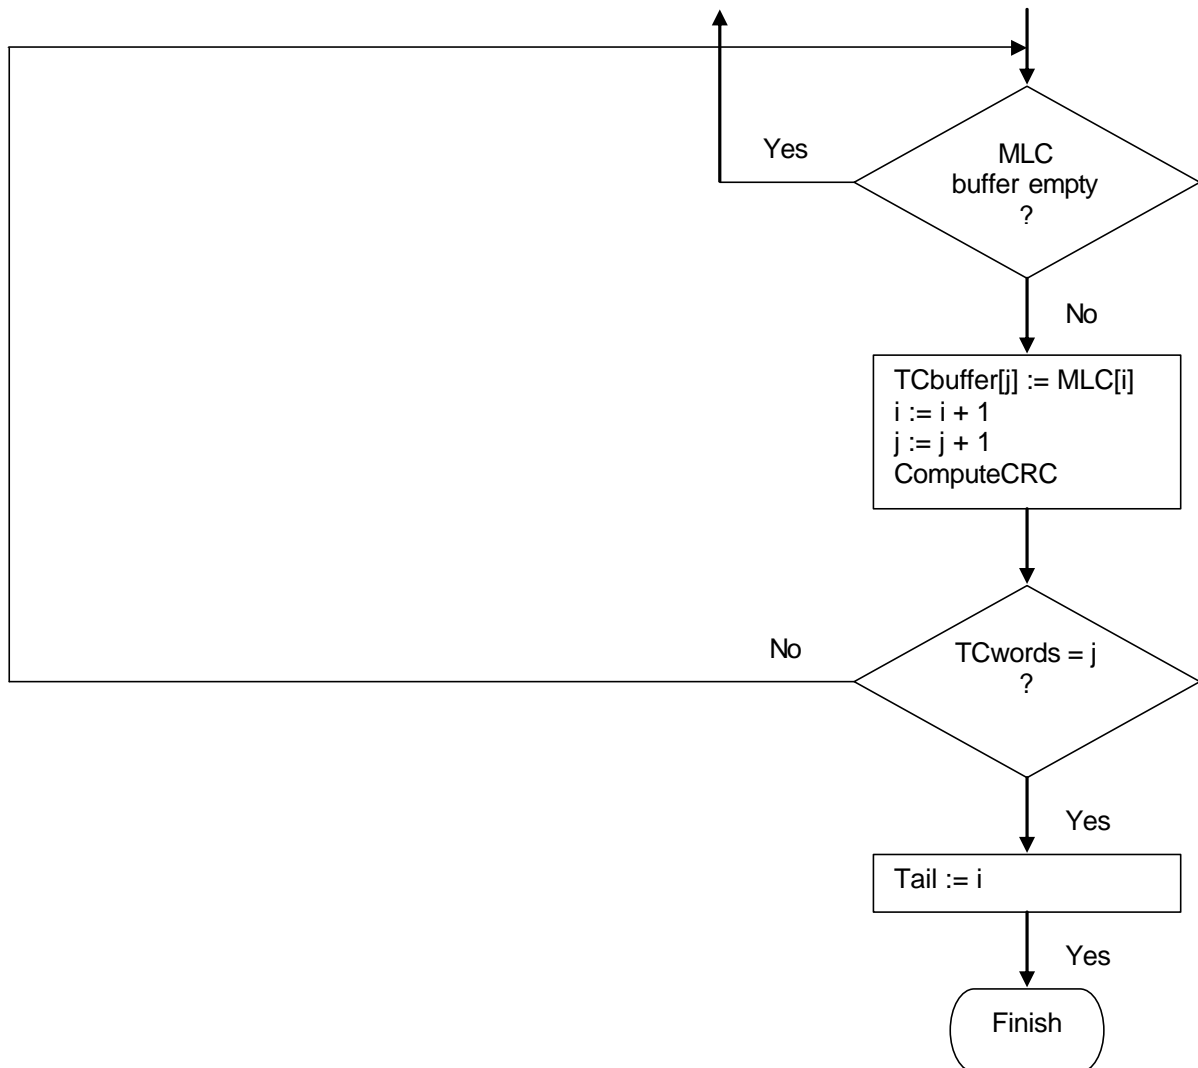 Yes
MLC
buffer empty
?
No
TCbuffer[j] := MLC[i]
i := i + 1
j := j + 1
ComputeCRC
No
TCwords = j
?
Yes
Tail := i
Yes
Finish